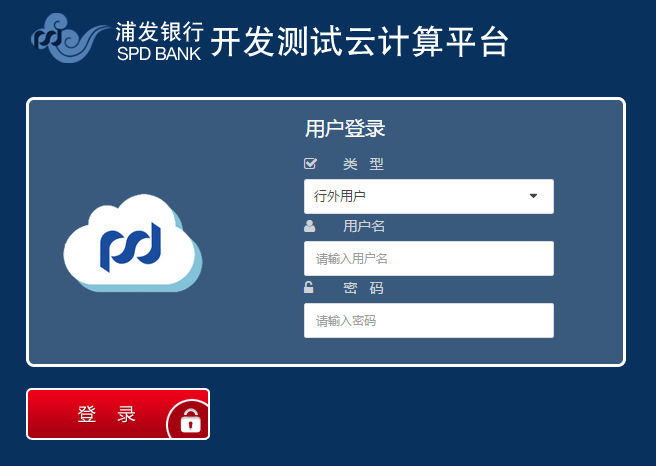 浦发银行 开发测试云计算平台
SPD BANK
用户登录
类 型
行外用户
用户名
请输入用户名
密 码
请输入密码
登 录